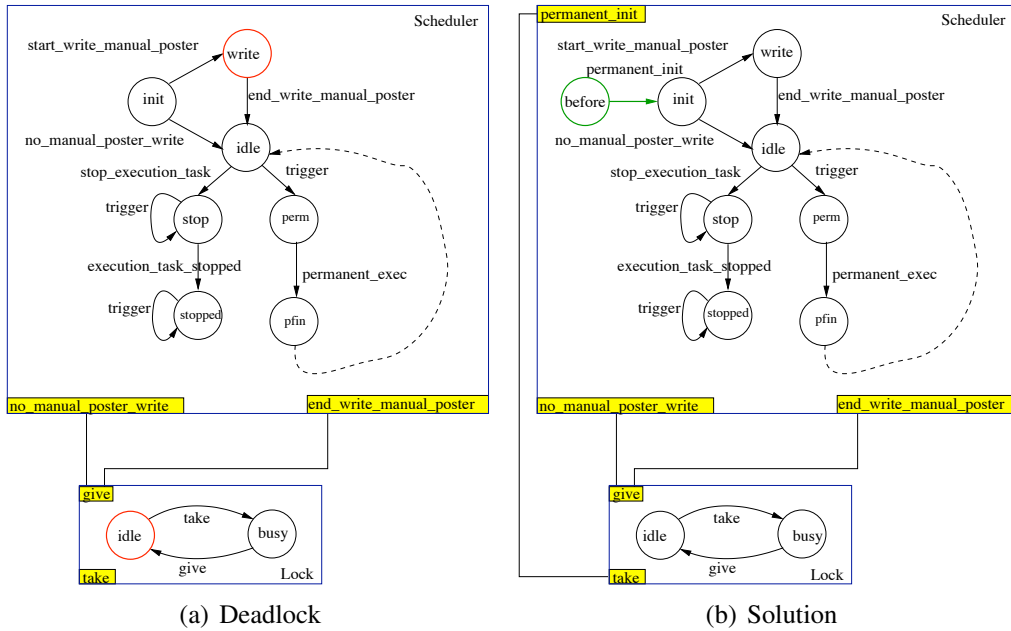 Scheduler
start_write_manual_poster
write
init
end_write_manual_poster
no_manual_poster_write
idle
stop_execution_task
trigger
trigger
stop
perm
execution_task_stopped
permanent_exec
trigger
stopped
pfin
no_manual_poster_write
end_write_manual_poster
give
take
idle
busy
give
take
Lock
(a) Deadlock
permanent_init
Scheduler
start_write_manual_poster
write
permanent_init
before
init
end_write_manual_poster
no_manual_poster_write
idle
stop_execution_task
trigger
trigger
stop
perm
execution_task_stopped
permanent_exec
trigger
stopped
pfin
no_manual_poster_write
end_write_manual_poster
give
take
idle
busy
give
take
Lock
(b) Solution